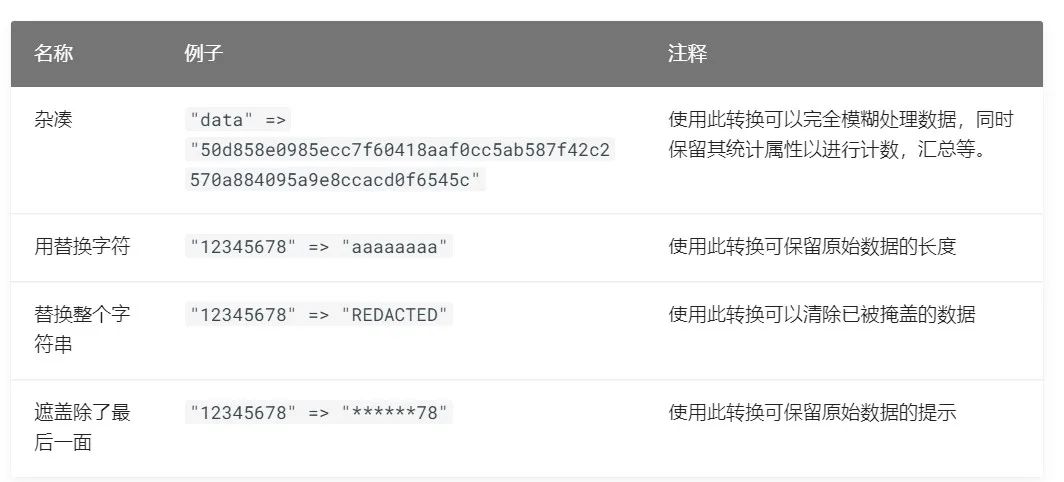 名称 例子 注释
杂凑 "data" => 使用此转换可以完全模糊处理数据，同时
"50d858e0985ecc7f60418aaf0cc5ab587f42c2 保留其统计属性以进行计数，汇总等。
570a884095a9e8ccacd0f6545c"
用替换字符 "12345678" => "aaaaaaaa" 使用此转换可保留原始数据的长度
替换整个字 "12345678" => "REDACTED" 使用此转换可以清除已被掩盖的数据
符串
遮盖除了最 "12345678" => "******78" 使用此转换可保留原始数据的提示
后一面